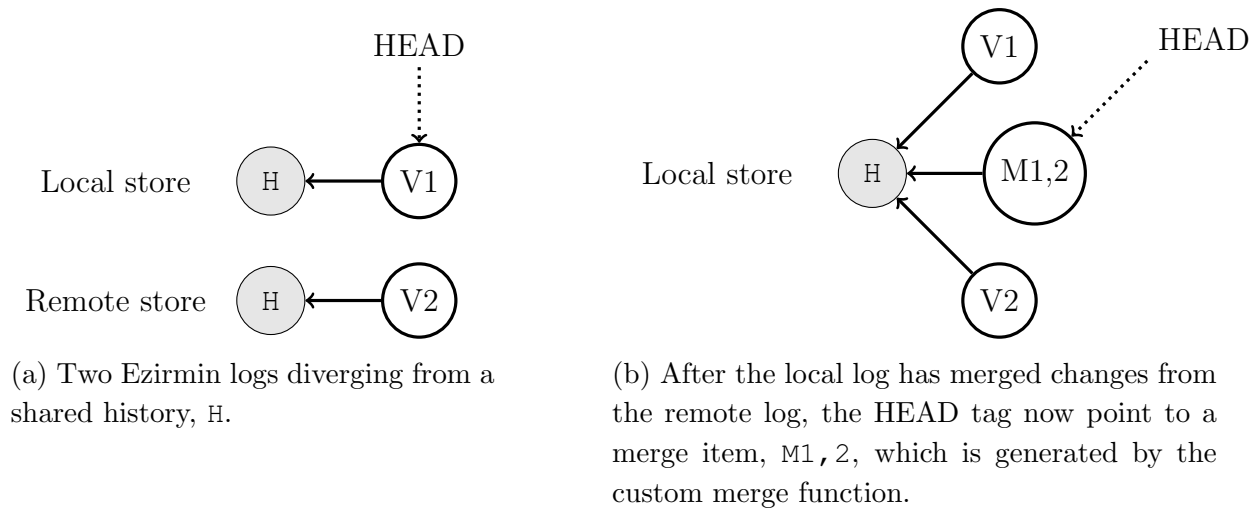 HEAD
Local store
H
V1
Remote store
H
V2
(a) Two Ezirmin logs diverging from a
shared history, H.
V1
HEAD
Local store
H
M1,2
V2
(b) After the local log has merged changes from
the remote log, the HEAD tag now point to a
merge item, M1,2, which is generated by the
custom merge function.